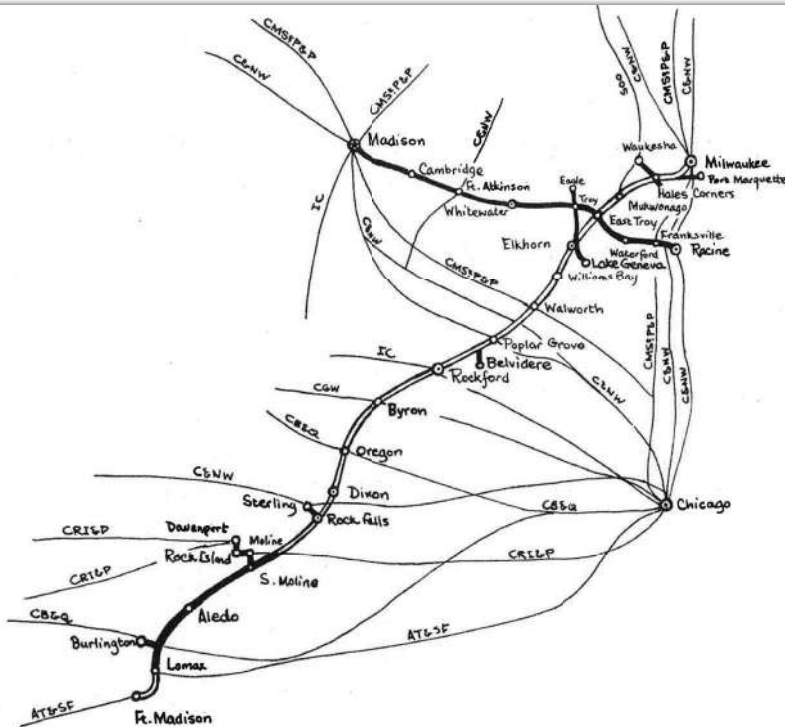 CMStP&P
C&NW
CMStP&P
C&NW
SOO
C&NW
CMStP&P
C&NW
Madison
Waukesha
Milwaukee
Port Marquette
Cambridge
Ft. Atkinson
Eagle
Hales Corners
Mukwonago
Whitewater
Troy
East Troy
Franksville
IC
C&NW
Elkhorn
Waterford
Racine
Lake Geneva
Williams Bay
CMStP&P
Walworth
CMStP&P
C&NW
C&NW
Poplar Grove
IC
Belvidere
Rockford
C&NW
CGW
Byron
CB&Q
Oregon
C&NW
Dixon
Sterling
CB&Q
Chicago
Rock Falls
Davenport
CRI&P
Moline
Rock Island
CRI&P
S. Moline
CRI&P
Aledo
CB&Q
AT&SF
Burlington
Lomax
AT&SF
Ft. Madison